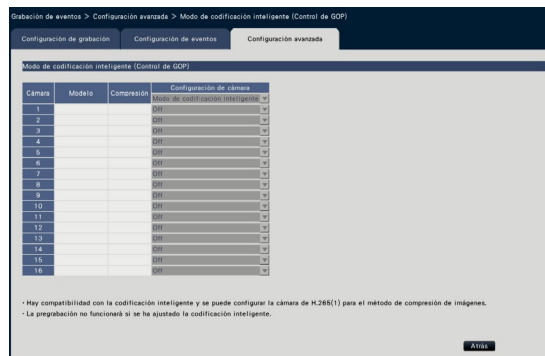 Grabación de eventos > Configuración avanzada > Modo de codificación inteligente (Control de GOP)
Configuración de grabación Configuración de eventos Configuración avanzada
Modo de codificación inteligente (Control de GOP)
Cámara Modelo Compresión Configuración de cámara
Modo de codificación inteligente
1 Off
2 Off
3 Off
4 Off
5 Off
6 Off
7 Off
8 Off
9 Off
10 Off
11 Off
12 Off
13 Off
14 Off
15 Off
16 Off
· Hay compatibilidad con la codificación inteligente y se puede configurar la cámara de H.265(1) para el método de compresión de imágenes.
· La pregrabación no funcionará si se ha ajustado la codificación inteligente.
Atrás